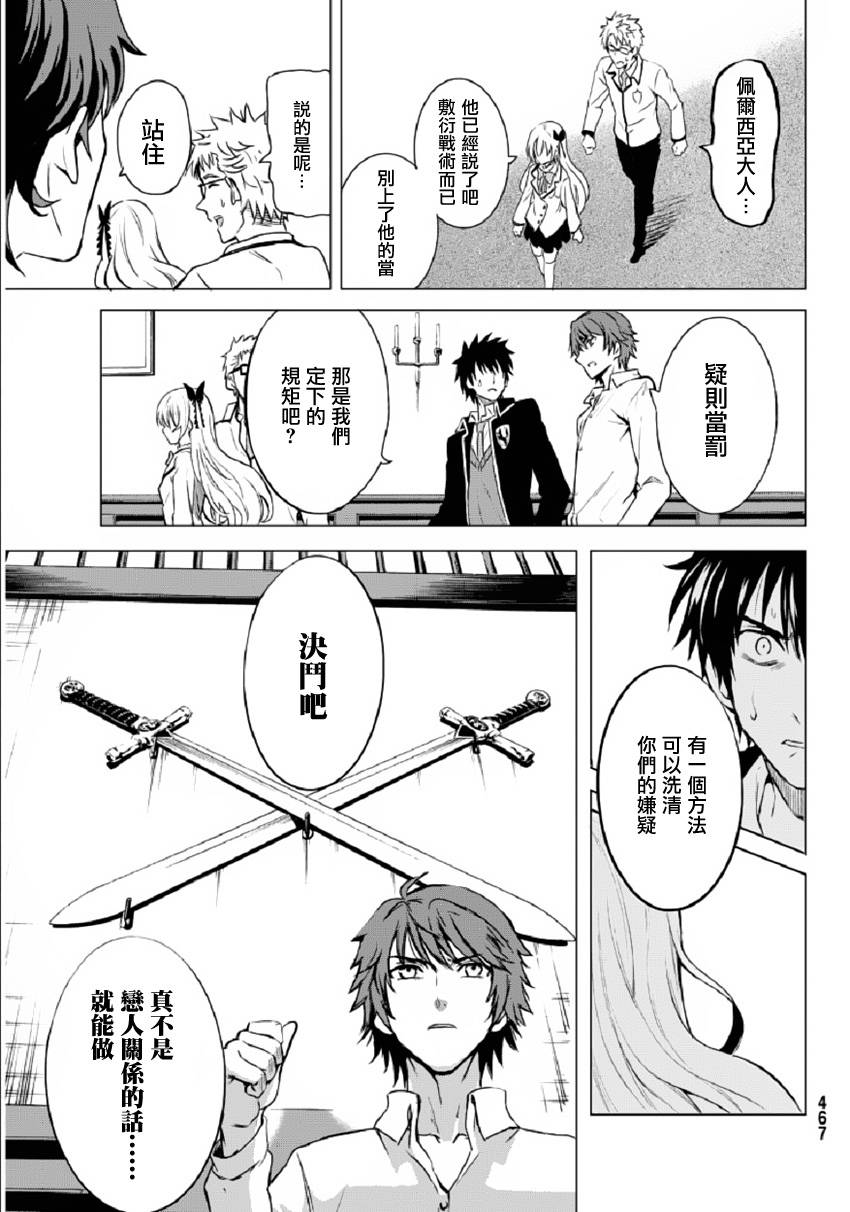 佩爾西亞大人…
他已經説了吧
敷衍戰術而已
別上了他的當
説的是呢…
站住
疑則當罰
那是我們
定下的
規矩吧？
有一個方法
可以洗清
你們的嫌疑
決鬥吧
真不是
戀人關係的話……
就能做
467